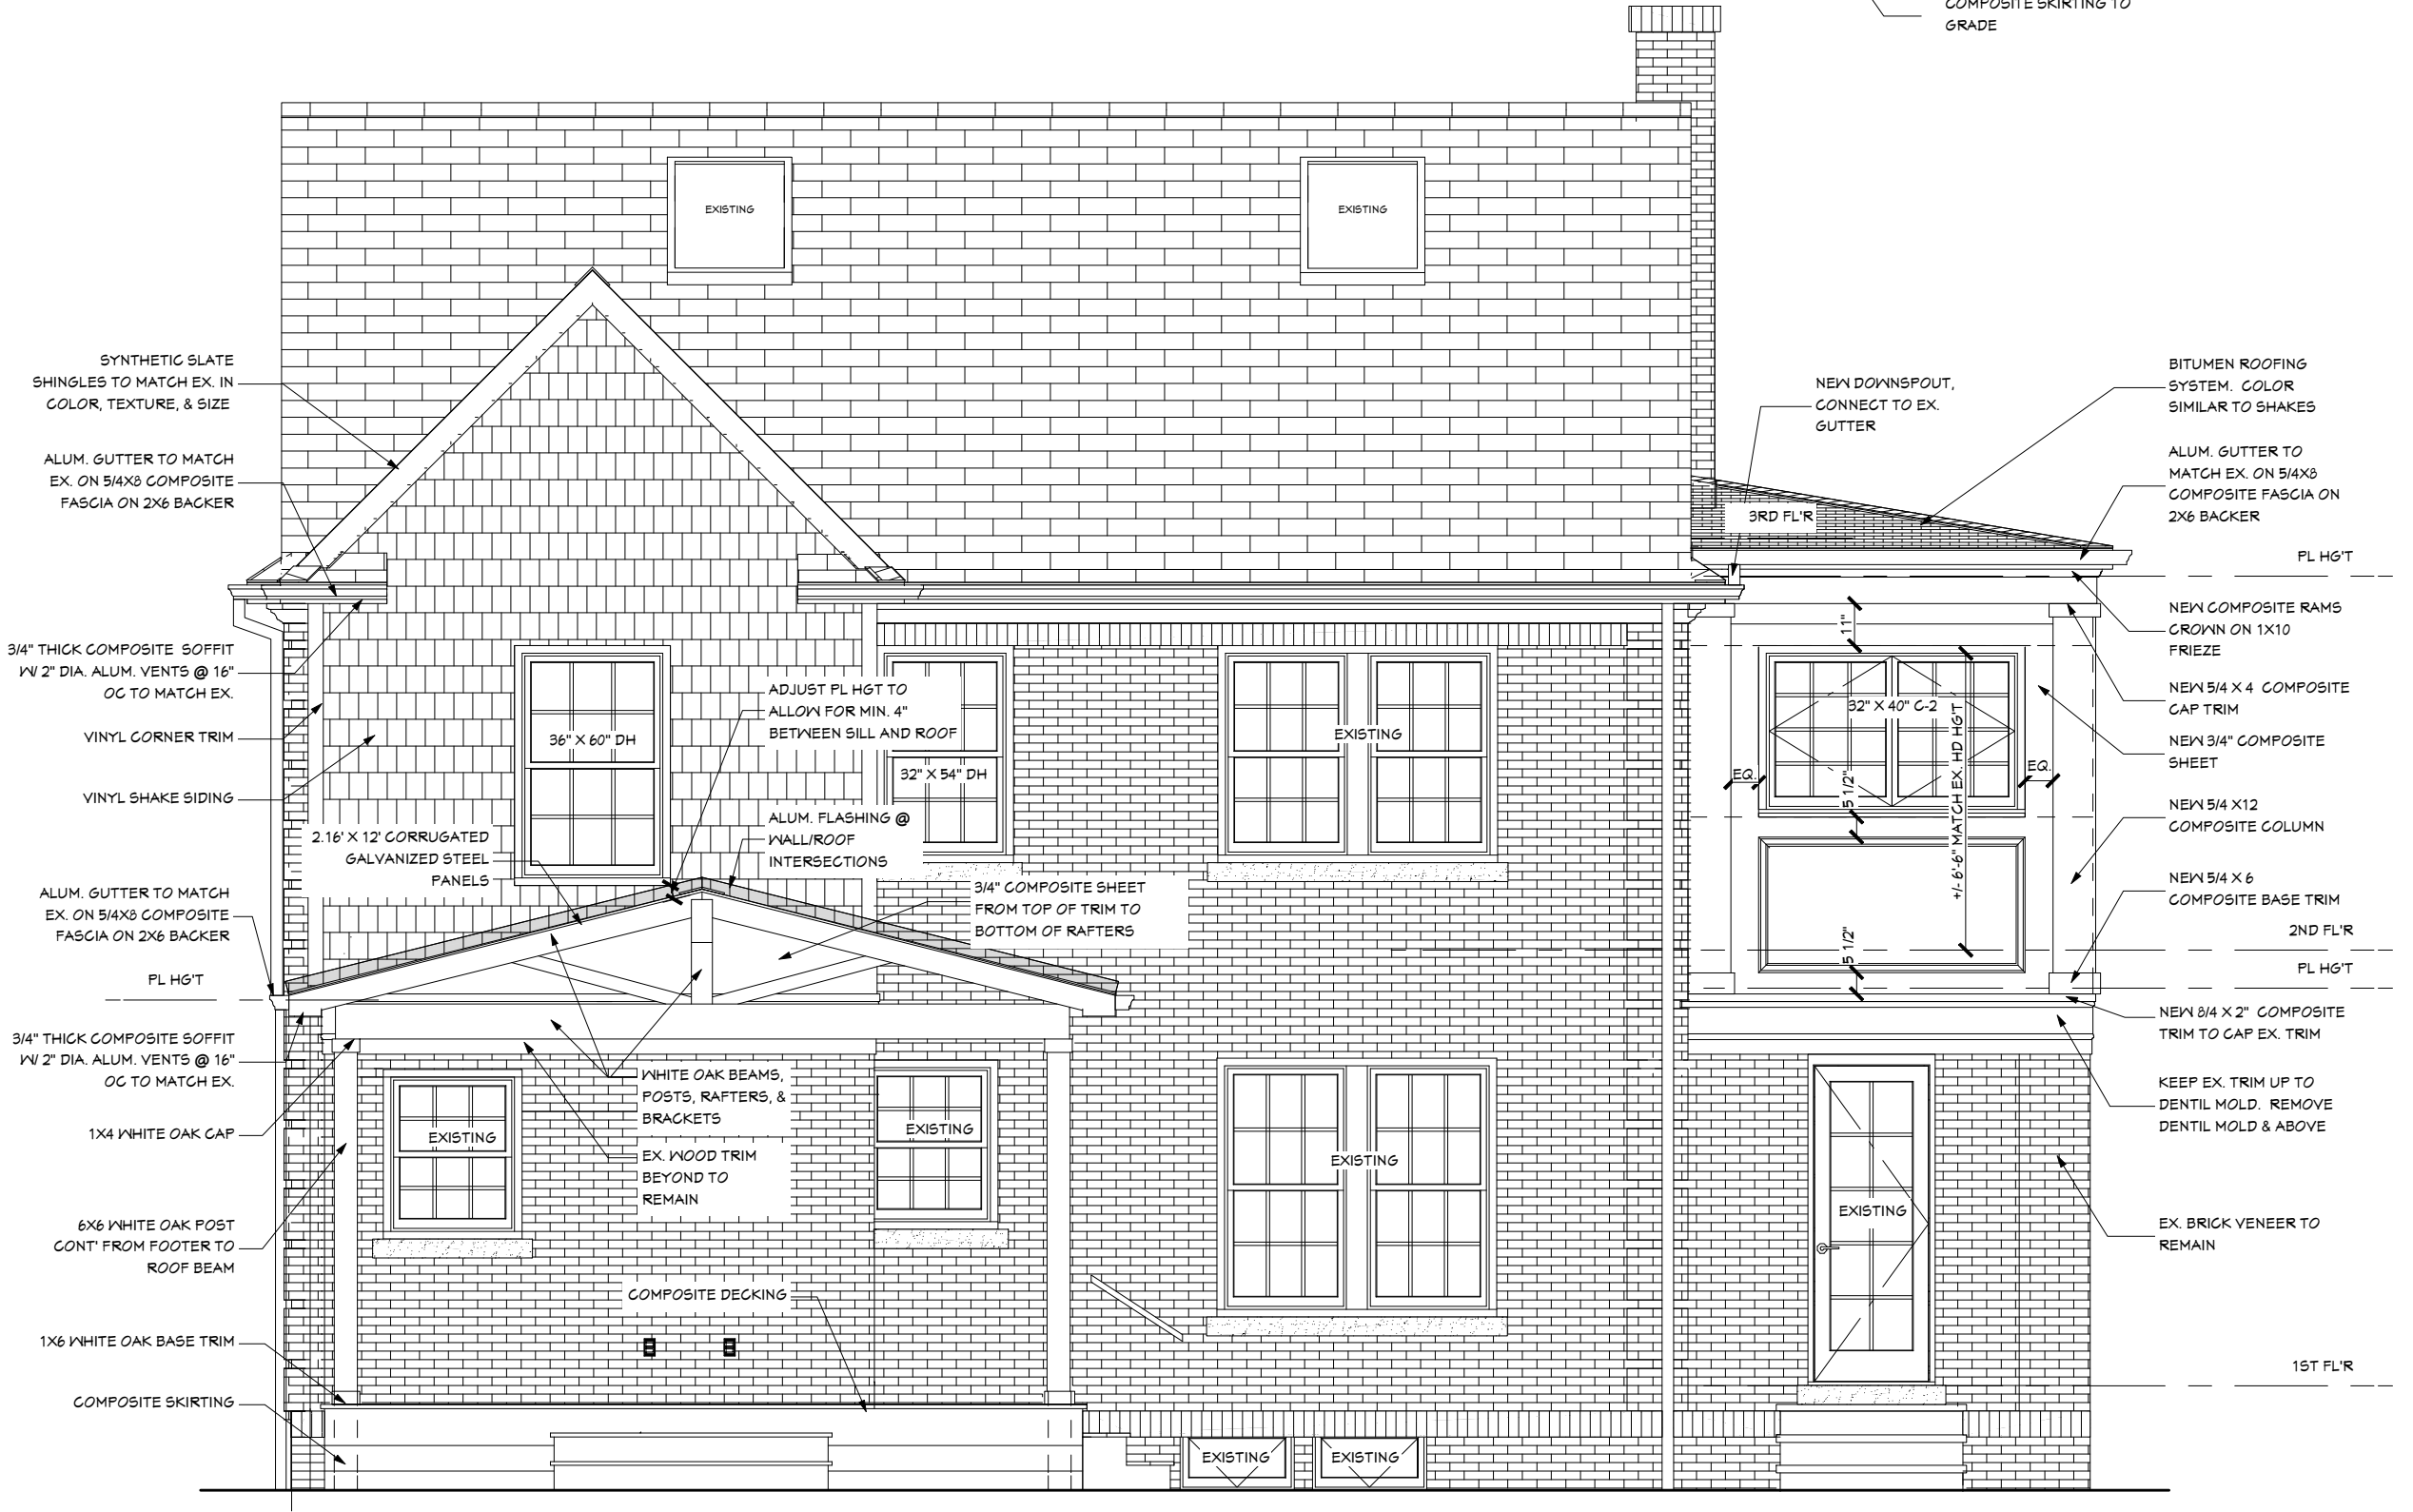 COMPOSITE SKIRTING TO
GRADE
EXISTING
EXISTING
SYNTHETIC SLATE
SHINGLES TO MATCH EX. IN
COLOR, TEXTURE, & SIZE
ALUM. GUTTER TO MATCH
EX. ON 5/4X8 COMPOSITE
FASCIA ON 2X6 BACKER
3/4" THICK COMPOSITE SOFFIT
W/ 2" DIA. ALUM. VENTS @ 16"
OC TO MATCH EX.
VINYL CORNER TRIM
VINYL SHAKE SIDING
2.16' X 12' CORRUGATED
GALVANIZED STEEL
PANELS
ALUM. GUTTER TO MATCH
EX. ON 5/4X8 COMPOSITE
FASCIA ON 2X6 BACKER
PL HG'T
3/4" THICK COMPOSITE SOFFIT
W/ 2" DIA. ALUM. VENTS @ 16"
OC TO MATCH EX.
1X4 WHITE OAK CAP
6X6 WHITE OAK POST
CONT' FROM FOOTER TO
ROOF BEAM
1X6 WHITE OAK BASE TRIM
COMPOSITE SKIRTING
36" X 60" DH
ADJUST PL HGT TO
ALLOW FOR MIN. 4"
BETWEEN SILL AND ROOF
32" X 54" DH
ALUM. FLASHING @
WALL/ROOF
INTERSECTIONS
3/4" COMPOSITE SHEET
FROM TOP OF TRIM TO
BOTTOM OF RAFTERS
EXISTING
WHITE OAK BEAMS,
POSTS, RAFTERS, &
BRACKETS
EX. WOOD TRIM
BEYOND TO
REMAIN
EXISTING
EXISTING
EXISTING
COMPOSITE DECKING
EXISTING
EXISTING
EXISTING
NEW DOWNSPOUT,
CONNECT TO EX.
GUTTER
3RD FL'R
11"
32" X 40" C-2
EQ.
EQ.
5 1/2"
+/- 6'-6" MATCH EX. HD HG'T
5 1/2"
BITUMEN ROOFING
SYSTEM. COLOR
SIMILAR TO SHAKES
ALUM. GUTTER TO
MATCH EX. ON 5/4X8
COMPOSITE FASCIA ON
2X6 BACKER
PL HG'T
NEW COMPOSITE RAMS
CROWN ON 1X10
FRIEZE
NEW 5/4 X 4 COMPOSITE
CAP TRIM
NEW 3/4" COMPOSITE
SHEET
NEW 5/4 X12
COMPOSITE COLUMN
NEW 5/4 X 6
COMPOSITE BASE TRIM
2ND FL'R
PL HG'T
NEW 8/4 X 2" COMPOSITE
TRIM TO CAP EX. TRIM
KEEP EX. TRIM UP TO
DENTIL MOLD. REMOVE
DENTIL MOLD & ABOVE
EX. BRICK VENEER TO
REMAIN
1ST FL'R